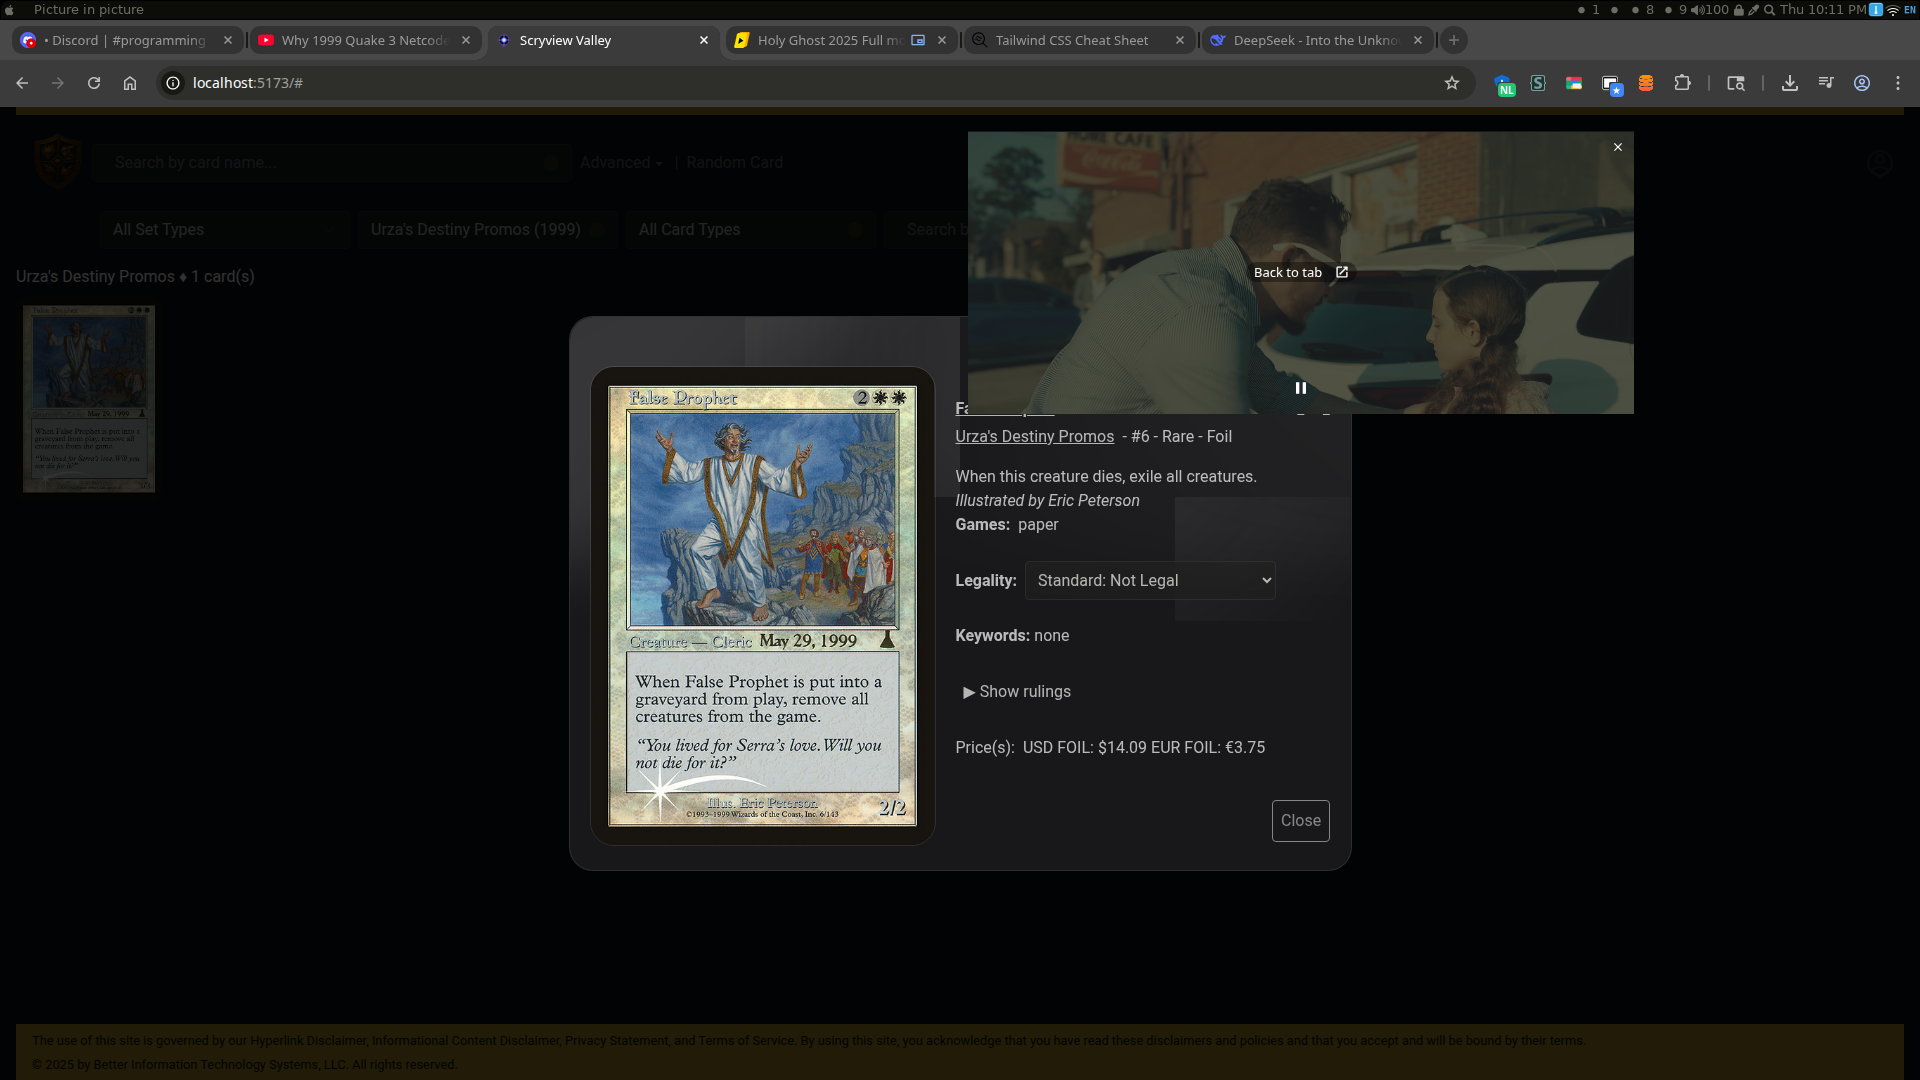 Picture in picture
1
8
9
100
Thu 10:11 PM
EN
• Discord | #programming
Why 1999 Quake 3 Netcode
Scryview Valley
Holy Ghost 2025 Full mo
Tailwind CSS Cheat Sheet
DeepSeek - Into the Unkno
localhost:5173/#
NL
Search by card name...
Advanced
|
Random Card
All Set Types
Urza's Destiny Promos (1999)
All Card Types
Search b
Urza's Destiny Promos ♦ 1 card(s)
Coca-Cola
Back to tab
False Prophet
2
Creature — Cleric
May 29, 1999
When False Prophet is put into a
graveyard from play, remove all
creatures from the game.
“You lived for Serra’s love. Will you
not die for it?”
Illus. Eric Peterson
©1993–1999 Wizards of the Coast, Inc. 6/143
2/2
Urza's Destiny Promos - #6 - Rare - Foil
When this creature dies, exile all creatures.
Illustrated by Eric Peterson
Games: paper
Legality: Standard: Not Legal
Keywords: none
▶ Show rulings
Price(s): USD FOIL: $14.09 EUR FOIL: €3.75
Close
The use of this site is governed by our Hyperlink Disclaimer, Informational Content Disclaimer, Privacy Statement, and Terms of Service. By using this site, you acknowledge that you have read these disclaimers and policies and that you accept and will be bound by their terms.
© 2025 by Better Information Technology Systems, LLC. All rights reserved.